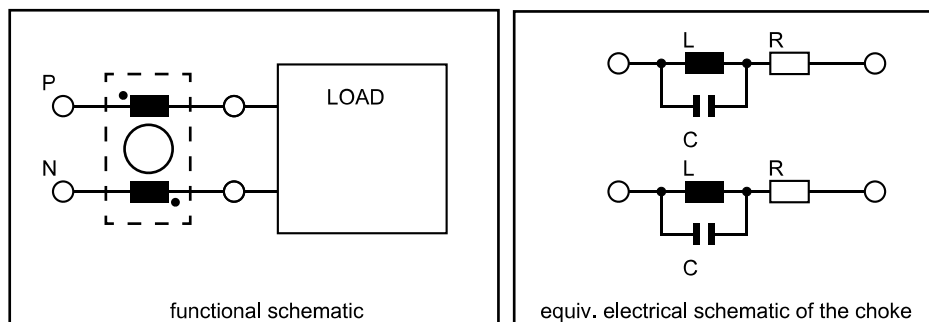 P
LOAD
N
functional schematic
L
R
C
L
R
C
equiv. electrical schematic of the choke